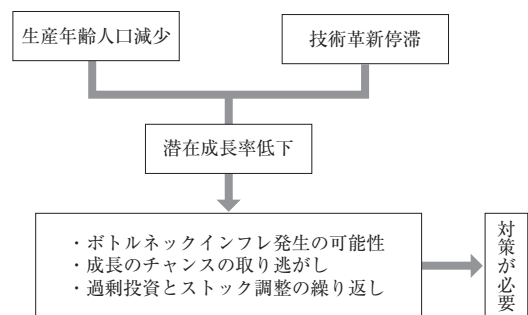 生産年齢人口減少
技術革新停滞
潜在成長率低下
・ボトルネックインフレ発生の可能性
・成長のチャンスの取り逃がし
・過剰投資とストック調整の繰り返し
対策が必要